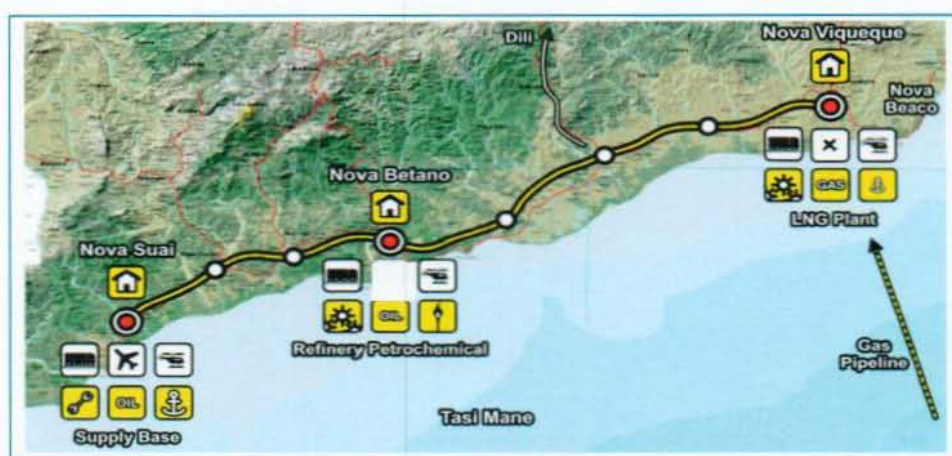 Dili
Nova Viqueque
Nova
Beaco
GAS
LNG Plant
Nova Betano
OIL
Refinery Petrochemical
Nova Suai
OIL
Supply Base
Gas
Pipeline
Tasi Mane